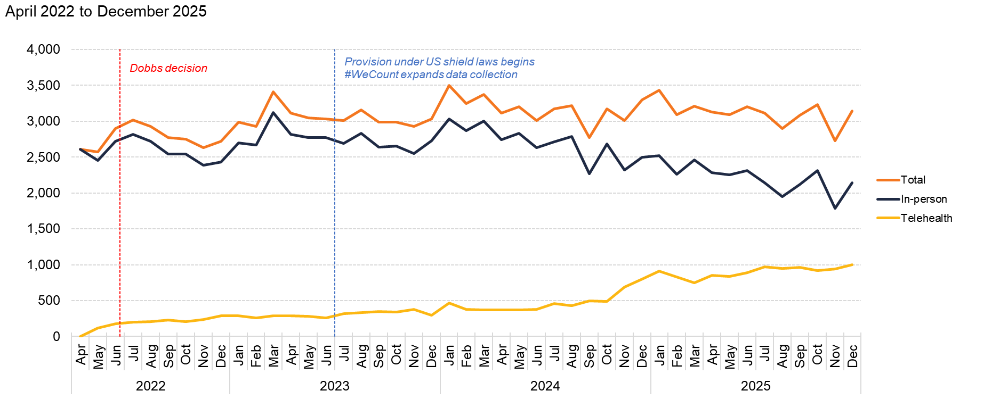 April 2022 to December 2025
4,000
3,500
3,000
2,500
2,000
1,500
1,000
500
0
Dobbs decision
Provision under US shield laws begins
#WeCount expands data collection
Total
In-person
Telehealth
Apr May Jun Jul Aug Sep Oct Nov Dec Jan Feb Mar Apr May Jun Jul Aug Sep Oct Nov Dec Jan Feb Mar Apr May Jun Jul Aug Sep Oct Nov Dec Jan Feb Mar Apr May Jun Jul Aug Sep Oct Nov Dec
2022 2023 2024 2025